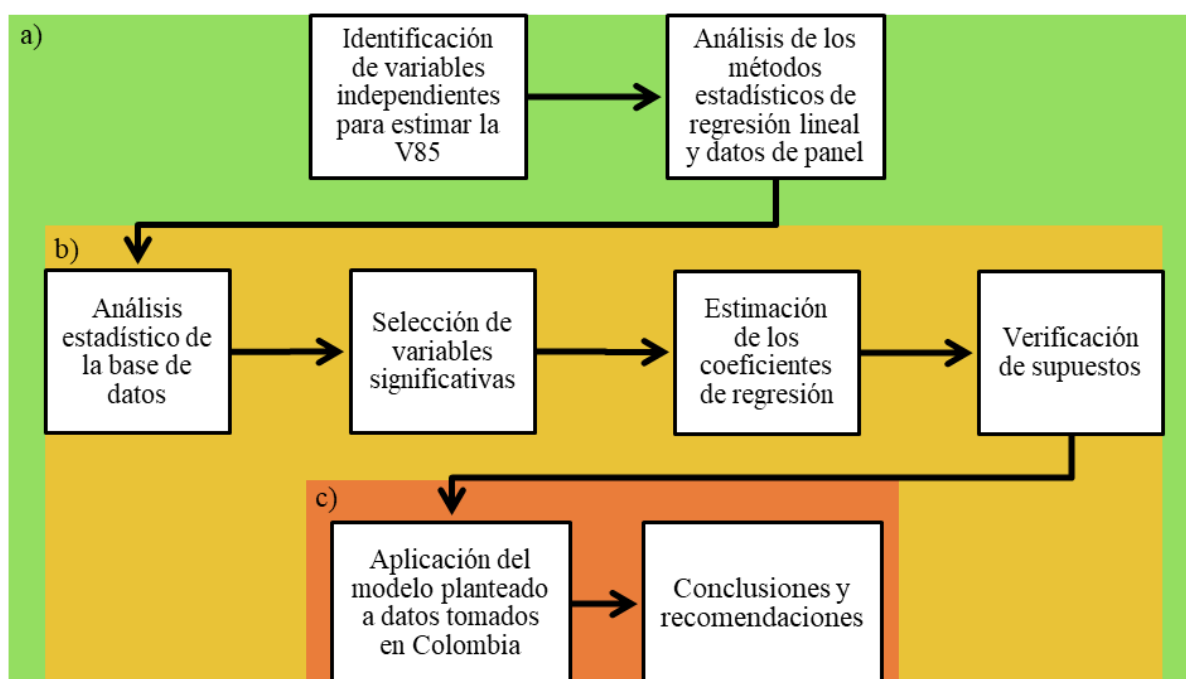 a)
Identificación
de variables
independientes
para estimar la
V85
Análisis de los
métodos
estadísticos de
regresión lineal
y datos de panel
b)
Análisis
estadístico de
la base de
datos
Selección de
variables
significativas
Estimación
de los
coeficientes
de regresión
Verificación
de supuestos
c)
Aplicación del
modelo planteado
a datos tomados
en Colombia
Conclusiones y
recomendaciones